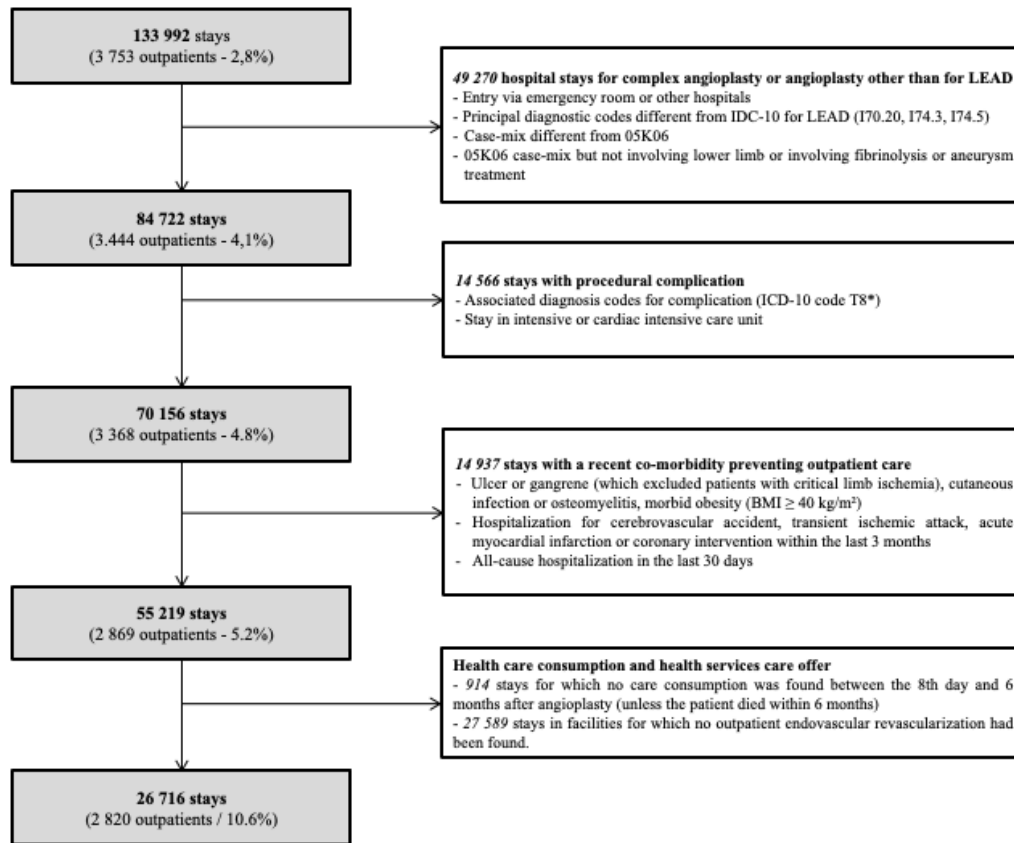 133 992 stays
(3 753 outpatients - 2,8%)
49 270 hospital stays for complex angioplasty or angioplasty other than for LEAD
- Entry via emergency room or other hospitals
- Principal diagnostic codes different from IDC-10 for LEAD (I70.20, I74.3, I74.5)
- Case-mix different from 05K06
- 05K06 case-mix but not involving lower limb or involving fibrinolysis or aneurysm
treatment
84 722 stays
(3.444 outpatients - 4,1%)
14 566 stays with procedural complication
- Associated diagnosis codes for complication (ICD-10 code T8*)
- Stay in intensive or cardiac intensive care unit
70 156 stays
(3 368 outpatients - 4.8%)
14 937 stays with a recent co-morbidity preventing outpatient care
- Ulcer or gangrene (which excluded patients with critical limb ischemia), cutaneous
infection or osteomyelitis, morbid obesity (BMI ≥ 40 kg/m²)
- Hospitalization for cerebrovascular accident, transient ischemic attack, acute
myocardial infarction or coronary intervention within the last 3 months
- All-cause hospitalization in the last 30 days
55 219 stays
(2 869 outpatients - 5.2%)
Health care consumption and health services care offer
- 914 stays for which no care consumption was found between the 8th day and 6
months after angioplasty (unless the patient died within 6 months)
- 27 589 stays in facilities for which no outpatient endovascular revascularization had
been found.
26 716 stays
(2 820 outpatients / 10.6%)